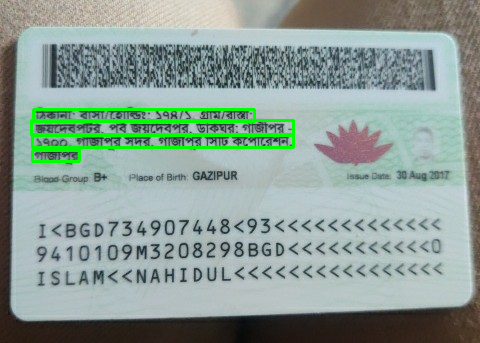 ঠিকানা: বাসা/হোল্ডিং: ১৭৪/১, গ্রাম/রাস্তা:
জয়দেবপুর, পূর্ব জয়দেবপুর, ডাকঘর: গাজীপুর -
১৭০০, গাজীপুর সদর, গাজীপুর সিটি কর্পোরেশন,
গাজীপুর
Blood Group: B+ Place of Birth: GAZIPUR Issue Date: 30 Aug 2017
I<BGD734907448<93<<<<<<<<<<<<<
9410109M3208298BGD<<<<<<<<<<<0
ISLAM<<NAHIDUL<<<<<<<<<<<<<<<<